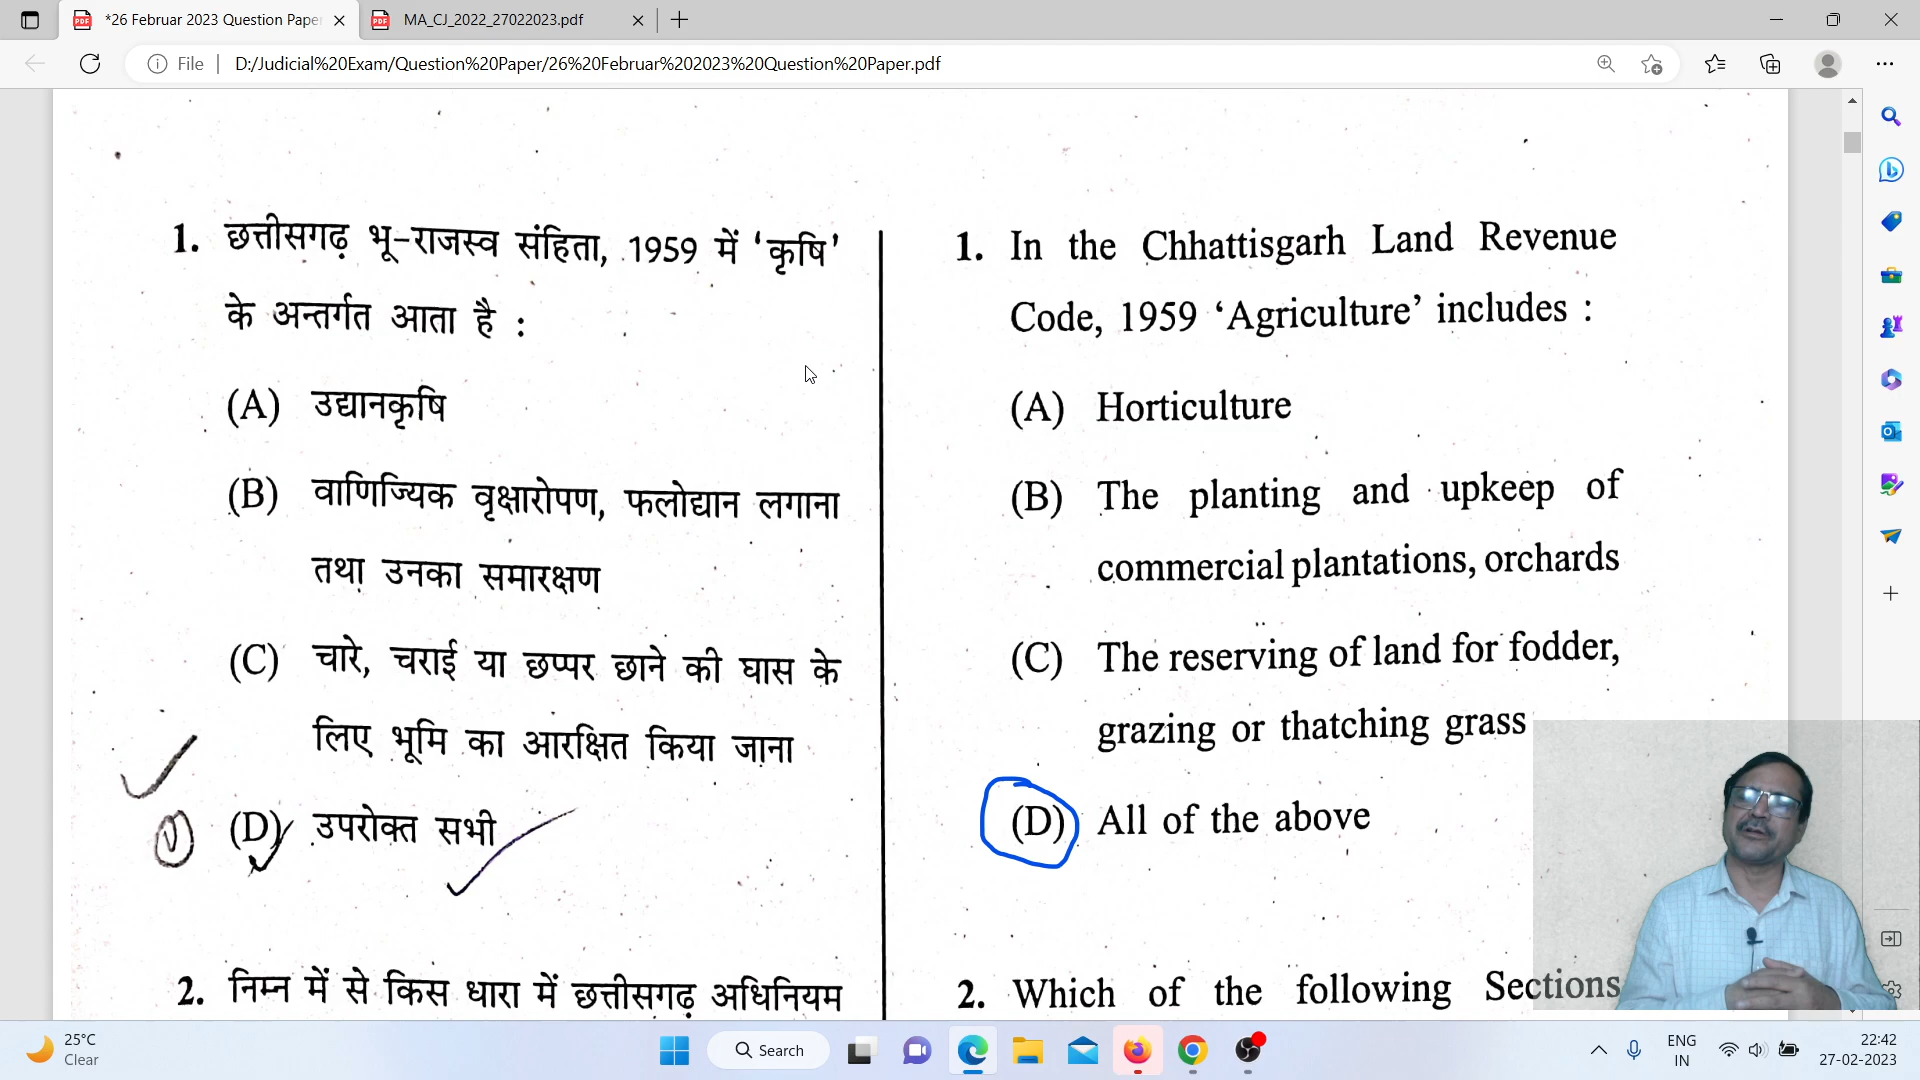 *26 Februar 2023 Question Pape
MA_CJ_2022_27022023.pdf
File
D:/Judicial%20Exam/Question%20Paper/26%20Februar%202023%20Question%20Paper.pdf
1. छत्तीसगढ़ भू-राजस्व संहिता, 1959 में ‘कृषि’
के अन्तर्गत आता है :
(A) उद्यानकृषि
(B) वाणिज्यिक वृक्षारोपण, फलोद्यान लगाना
तथा उनका समारक्षण
(C) चारे, चराई या छप्पर छाने की घास के
लिए भूमि का आरक्षित किया जाना
(D) उपरोक्त सभी
2. निम्न में से किस धारा में छत्तीसगढ़ अधिनियम
1. In the Chhattisgarh Land Revenue
Code, 1959 ‘Agriculture’ includes :
(A) Horticulture
(B) The planting and upkeep of
commercial plantations, orchards
(C) The reserving of land for fodder,
grazing or thatching grass
(D) All of the above
2. Which of the following Sections
25°C
Clear
Search
ENG
IN
22:42
27-02-2023